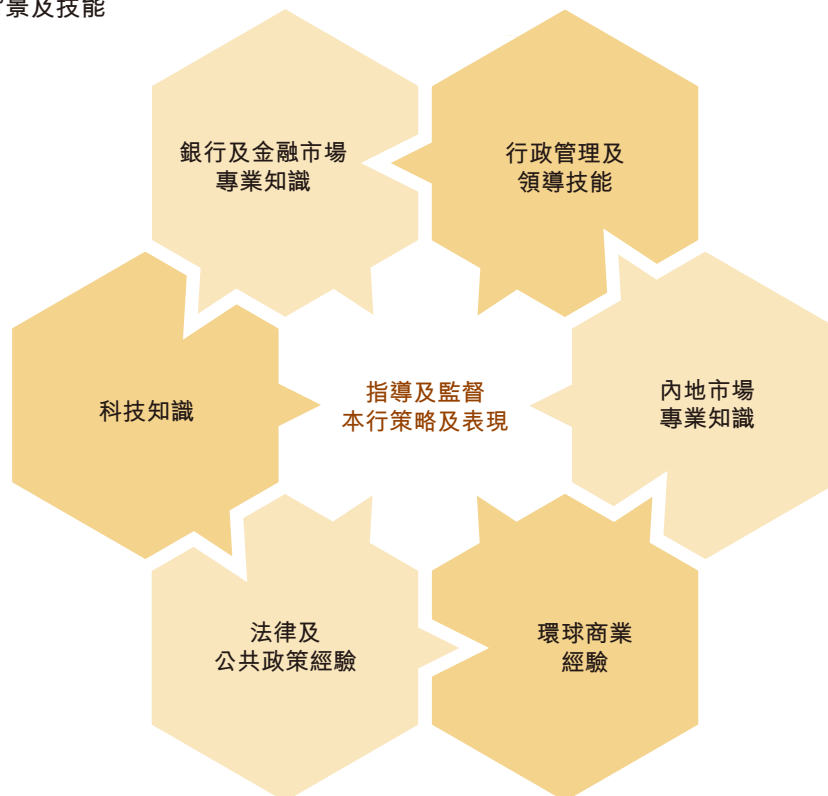 景及技能
銀行及金融市場
專業知識
行政管理及
領導技能
科技知識
指導及監督
本行策略及表現
內地市場
專業知識
法律及
公共政策經驗
環球商業
經驗